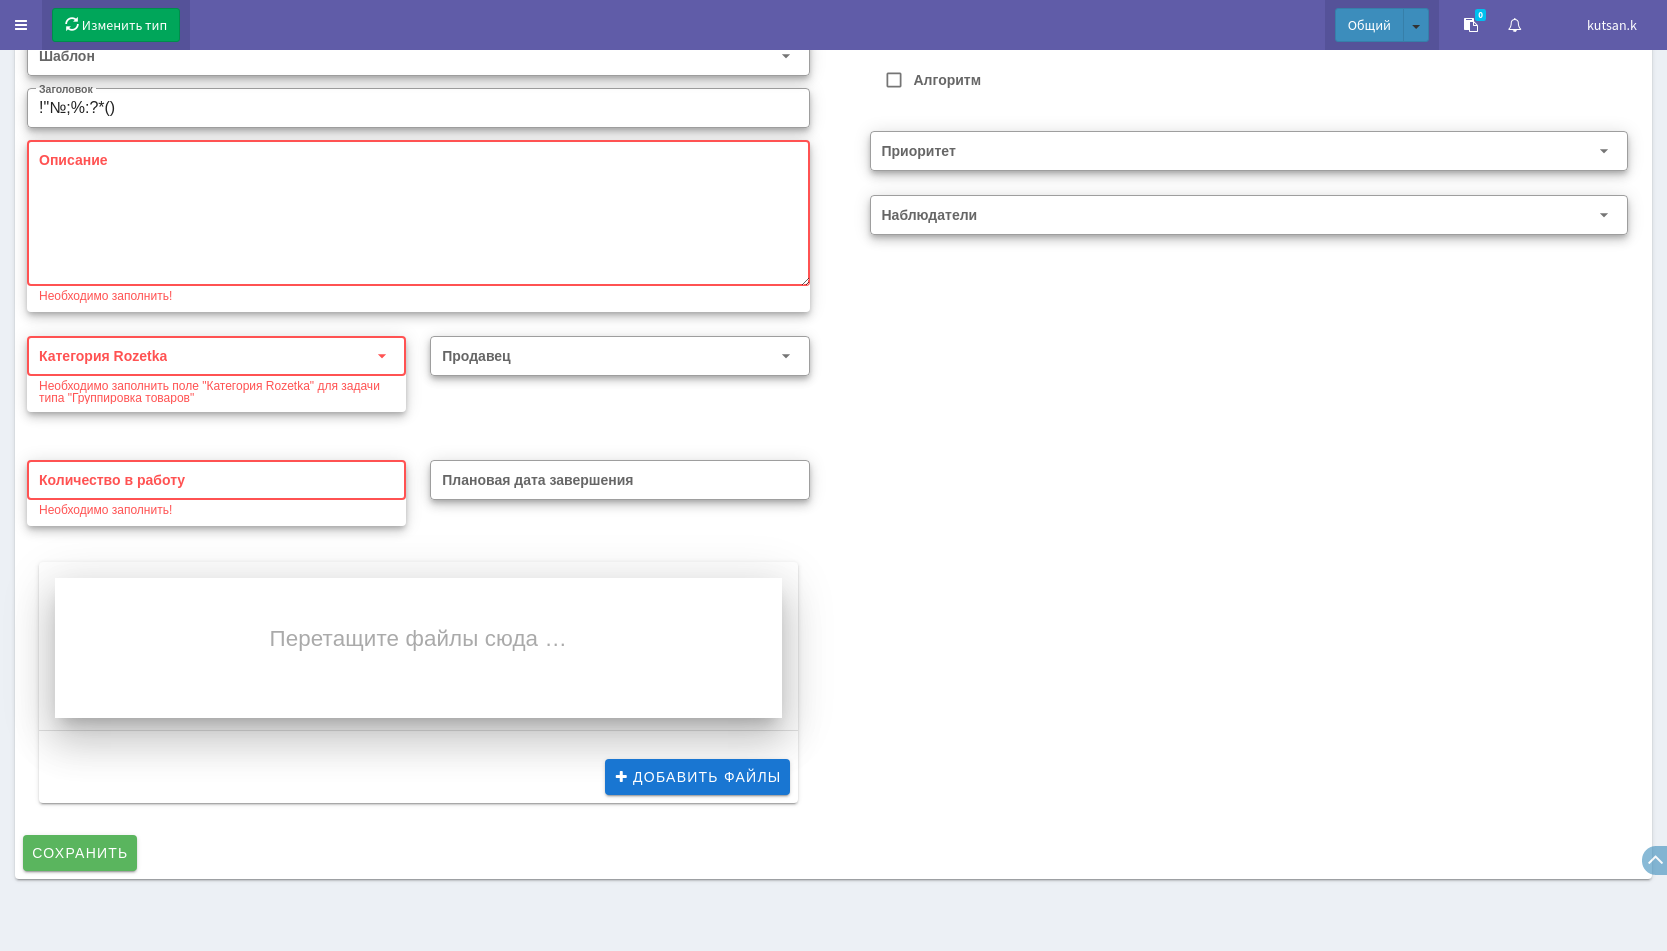 Изменить тип
Общий
0
kutsan.k
Шаблон
Алгоритм
Заголовок
!"№;%:?*()
Описание
Необходимо заполнить!
Приоритет
Наблюдатели
Категория Rozetka
Продавец
Необходимо заполнить поле "Категория Rozetka" для задачи
типа "Группировка товаров"
Количество в работу
Плановая дата завершения
Необходимо заполнить!
Перетащите файлы сюда …
ДОБАВИТЬ ФАЙЛЫ
СОХРАНИТЬ